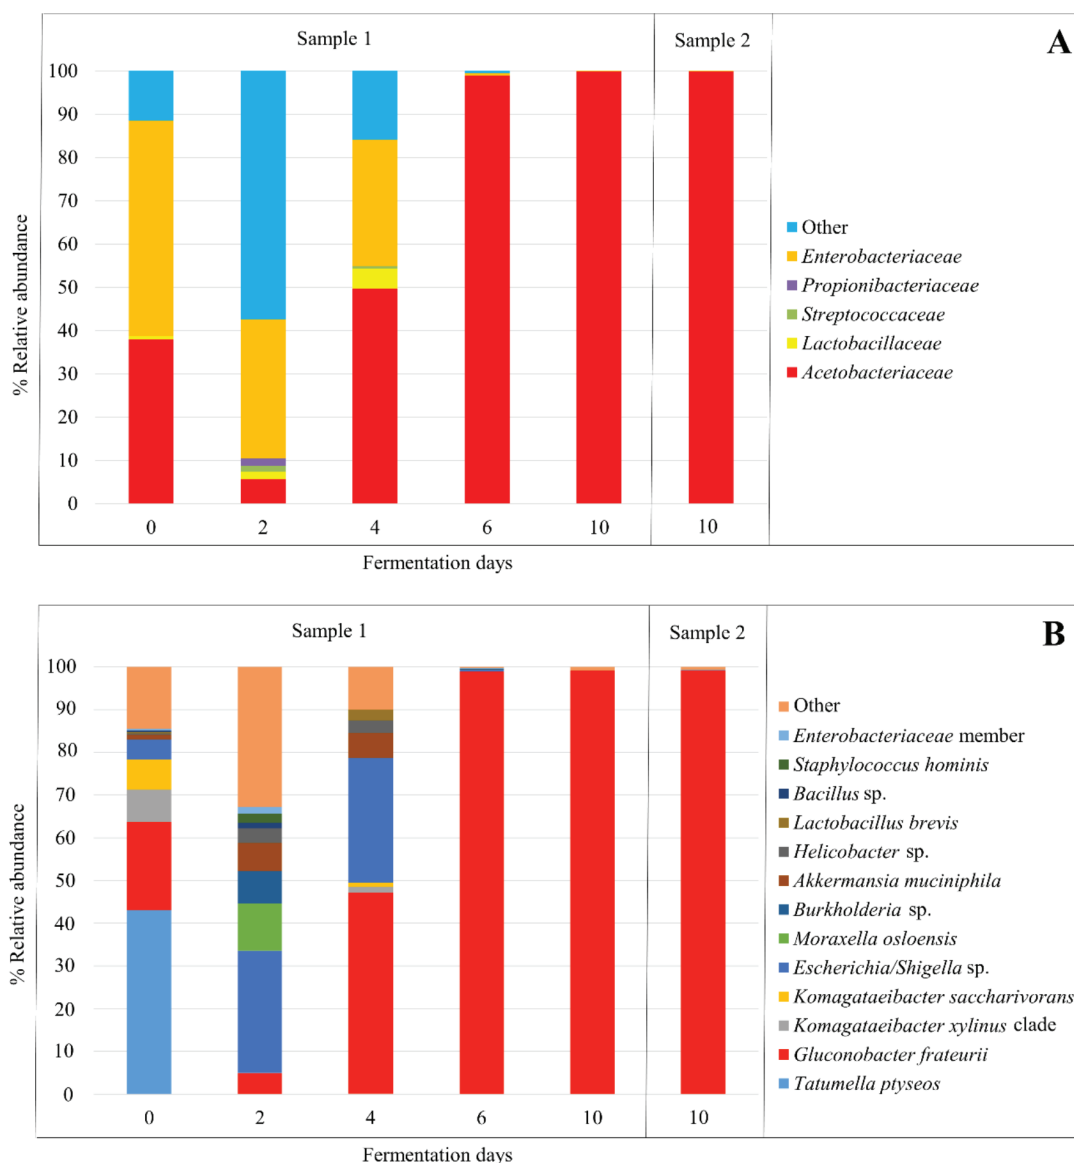 Sample 1
Sample 2
A
% Relative abundance
100
90
80
70
60
50
40
30
20
10
0
0 2 4 6 10 10
Fermentation days
Other
Enterobacteriaceae
Propionibacteriaceae
Streptococcaceae
Lactobacillaceae
Acetobacteriaceae
Sample 1
Sample 2
B
% Relative abundance
100
90
80
70
60
50
40
30
20
10
0
0 2 4 6 10 10
Fermentation days
Other
Enterobacteriaceae member
Staphylococcus hominis
Bacillus sp.
Lactobacillus brevis
Helicobacter sp.
Akkermansia muciniphila
Burkholderia sp.
Moraxella osloensis
Escherichia/Shigella sp.
Komagataeibacter saccharivorans
Komagataeibacter xylinus clade
Gluconobacter frateurii
Tatumella ptyseos